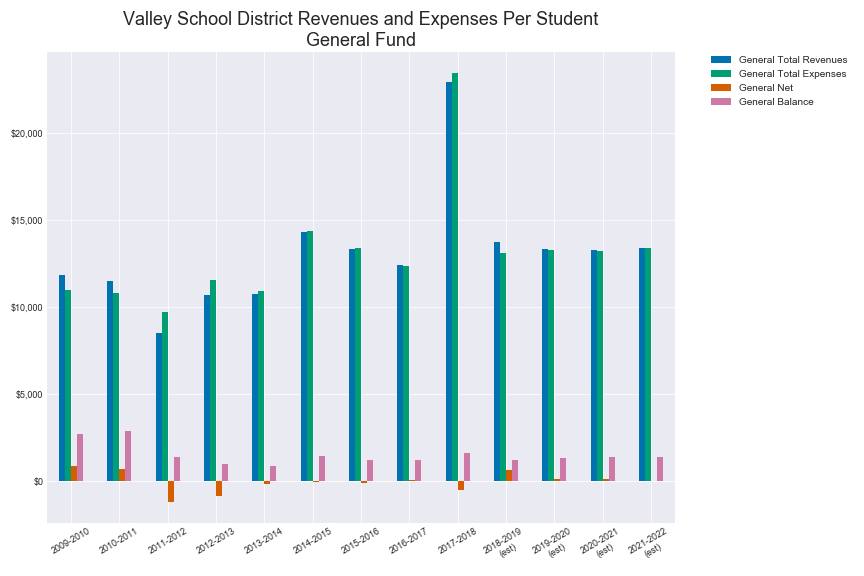 Valley School District Revenues and Expenses Per Student
General Fund
General Total Revenues
General Total Expenses
General Net
General Balance
$20,000
$15,000
$10,000
$5,000
$0
2009-2010
2010-2011
2011-2012
2012-2013
2013-2014
2014-2015
2015-2016
2016-2017
2017-2018
2018-2019
(est)
2019-2020
(est)
2020-2021
(est)
2021-2022
(est)